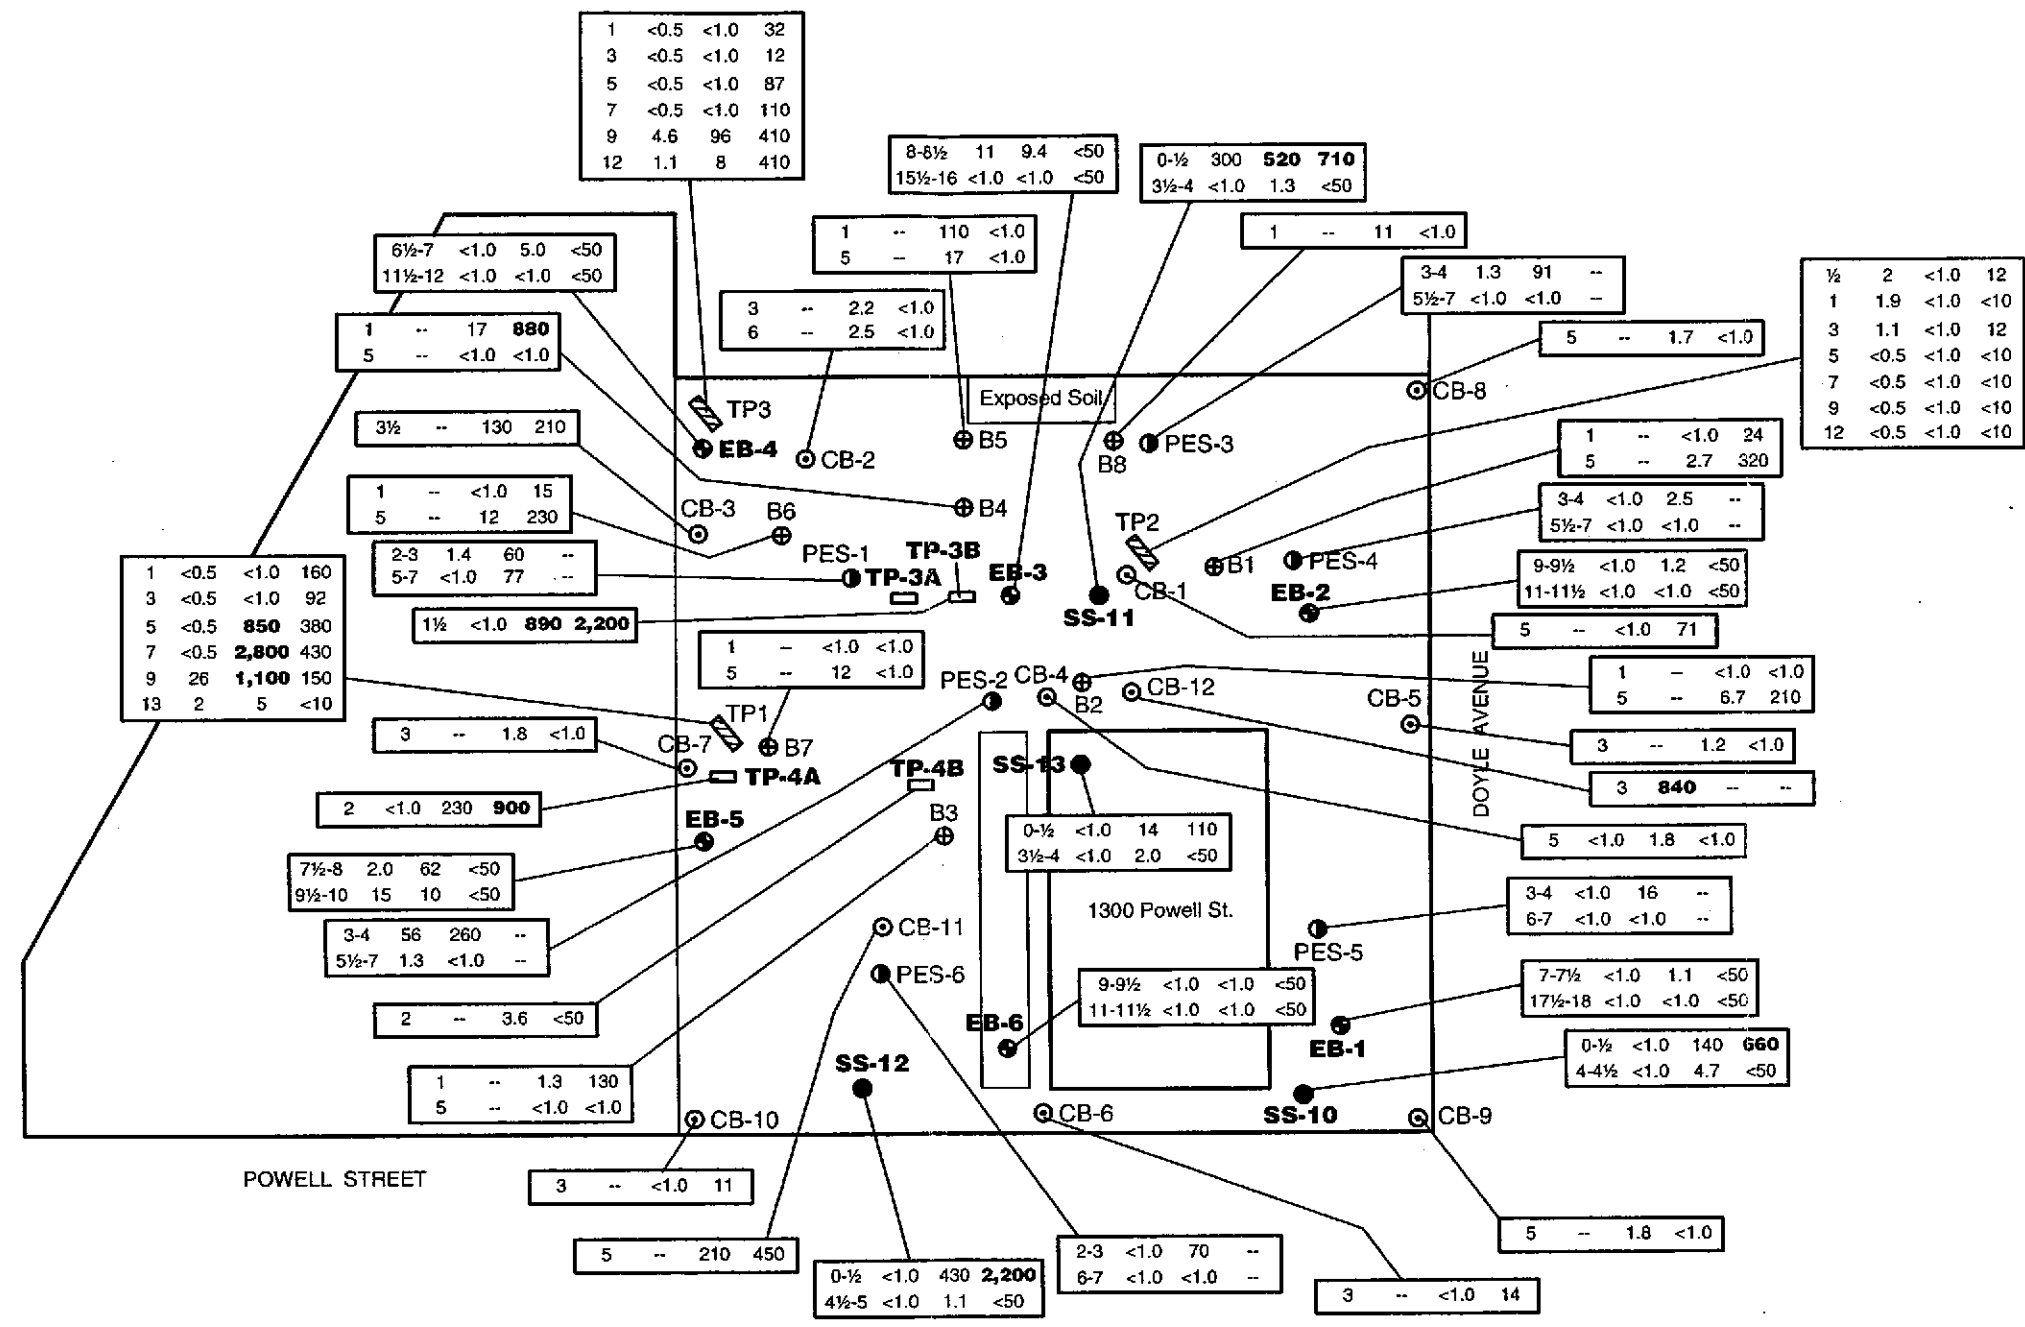 1 <0.5 <1.0 32
3 <0.5 <1.0 12
5 <0.5 <1.0 87
7 <0.5 <1.0 110
9 4.6 96 410
12 1.1 8 410
8-8½ 11 9.4 <50
15½-16 <1.0 <1.0 <50
0-½ 300 520 710
3½-4 <1.0 1.3 <50
1 -- 110 <1.0
5 -- 17 <1.0
1 -- 11 <1.0
6½-7 <1.0 5.0 <50
11½-12 <1.0 <1.0 <50
3-4 1.3 91 --
5½-7 <1.0 <1.0 --
½ 2 <1.0 12
1 1.9 <1.0 <10
3 1.1 <1.0 12
5 <0.5 <1.0 <10
7 <0.5 <1.0 <10
9 <0.5 <1.0 <10
12 <0.5 <1.0 <10
3 -- 2.2 <1.0
6 -- 2.5 <1.0
1 -- 17 880
5 -- <1.0 <1.0
5 -- 1.7 <1.0
Exposed Soil
CB-8
TP3
3½ -- 130 210
EB-4
CB-2
B5
B8
PES-3
1 -- <1.0 24
5 -- 2.7 320
1 -- <1.0 15
5 -- 12 230
CB-3
B6
B4
TP2
3-4 <1.0 2.5 --
5½-7 <1.0 <1.0 --
2-3 1.4 60 --
5-7 <1.0 77 --
PES-1
TP-3B
TP-3A
EB-3
SS-11
CB-1
B1
PES-4
EB-2
9-9½ <1.0 1.2 <50
11-11½ <1.0 <1.0 <50
1 <0.5 <1.0 160
3 <0.5 <1.0 92
5 <0.5 850 380
7 <0.5 2,800 430
9 26 1,100 150
13 2 5 <10
1½ <1.0 890 2,200
5 -- <1.0 71
1 -- <1.0 <1.0
5 -- 12 <1.0
1 -- <1.0 <1.0
5 -- 6.7 210
PES-2
CB-4
B2
CB-12
CB-5
DOYLE AVENUE
TP1
CB-7
B7
3 -- 1.8 <1.0
3 -- 1.2 <1.0
TP-4A
TP-4B
SS-13
3 840 -- --
2 <1.0 230 900
EB-5
B3
0-½ <1.0 14 110
3½-4 <1.0 2.0 <50
5 <1.0 1.8 <1.0
7½-8 2.0 62 <50
9½-10 15 10 <50
3-4 <1.0 16 --
6-7 <1.0 <1.0 --
1300 Powell St.
3-4 56 260 --
5½-7 1.3 <1.0 --
CB-11
PES-5
PES-6
7-7½ <1.0 1.1 <50
17½-18 <1.0 <1.0 <50
9-9½ <1.0 <1.0 <50
11-11½ <1.0 <1.0 <50
2 -- 3.6 <50
EB-6
EB-1
0-½ <1.0 140 660
4-4½ <1.0 4.7 <50
SS-12
1 -- 1.3 130
5 -- <1.0 <1.0
CB-10
CB-6
SS-10
CB-9
POWELL STREET
3 -- <1.0 11
5 -- 210 450
2-3 <1.0 70 --
6-7 <1.0 <1.0 --
5 -- 1.8 <1.0
0-½ <1.0 430 2,200
4½-5 <1.0 1.1 <50
3 -- <1.0 14